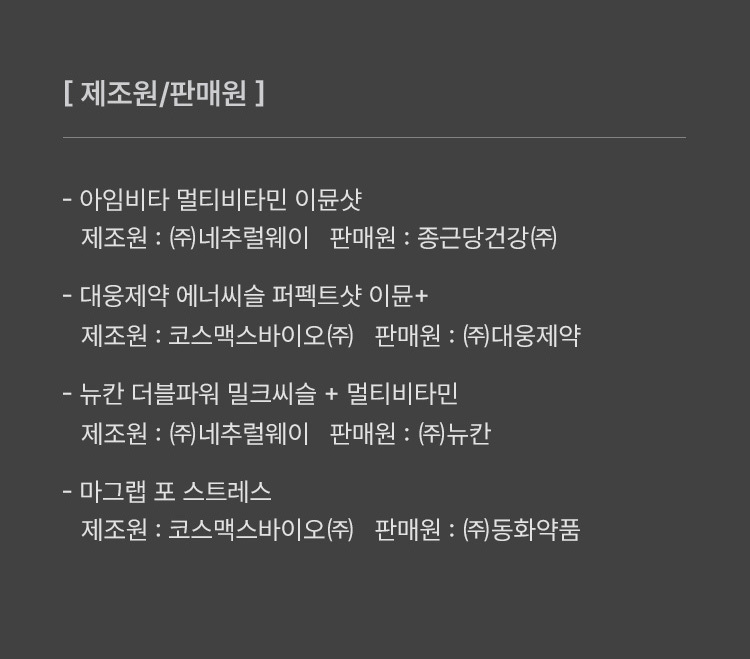 [ 제조원/판매원 ]
- 아임비타 멀티비타민 이뮨샷
제조원 : ㈜네추럴웨이 판매원 : 종근당건강㈜
- 대웅제약 에너씨슬 퍼펙트샷 이뮨+
제조원 : 코스맥스바이오㈜ 판매원 : ㈜대웅제약
- 뉴칸 더블파워 밀크씨슬 + 멀티비타민
제조원 : ㈜네추럴웨이 판매원 : ㈜뉴칸
- 마그랩 포 스트레스
제조원 : 코스맥스바이오㈜ 판매원 : ㈜동화약품